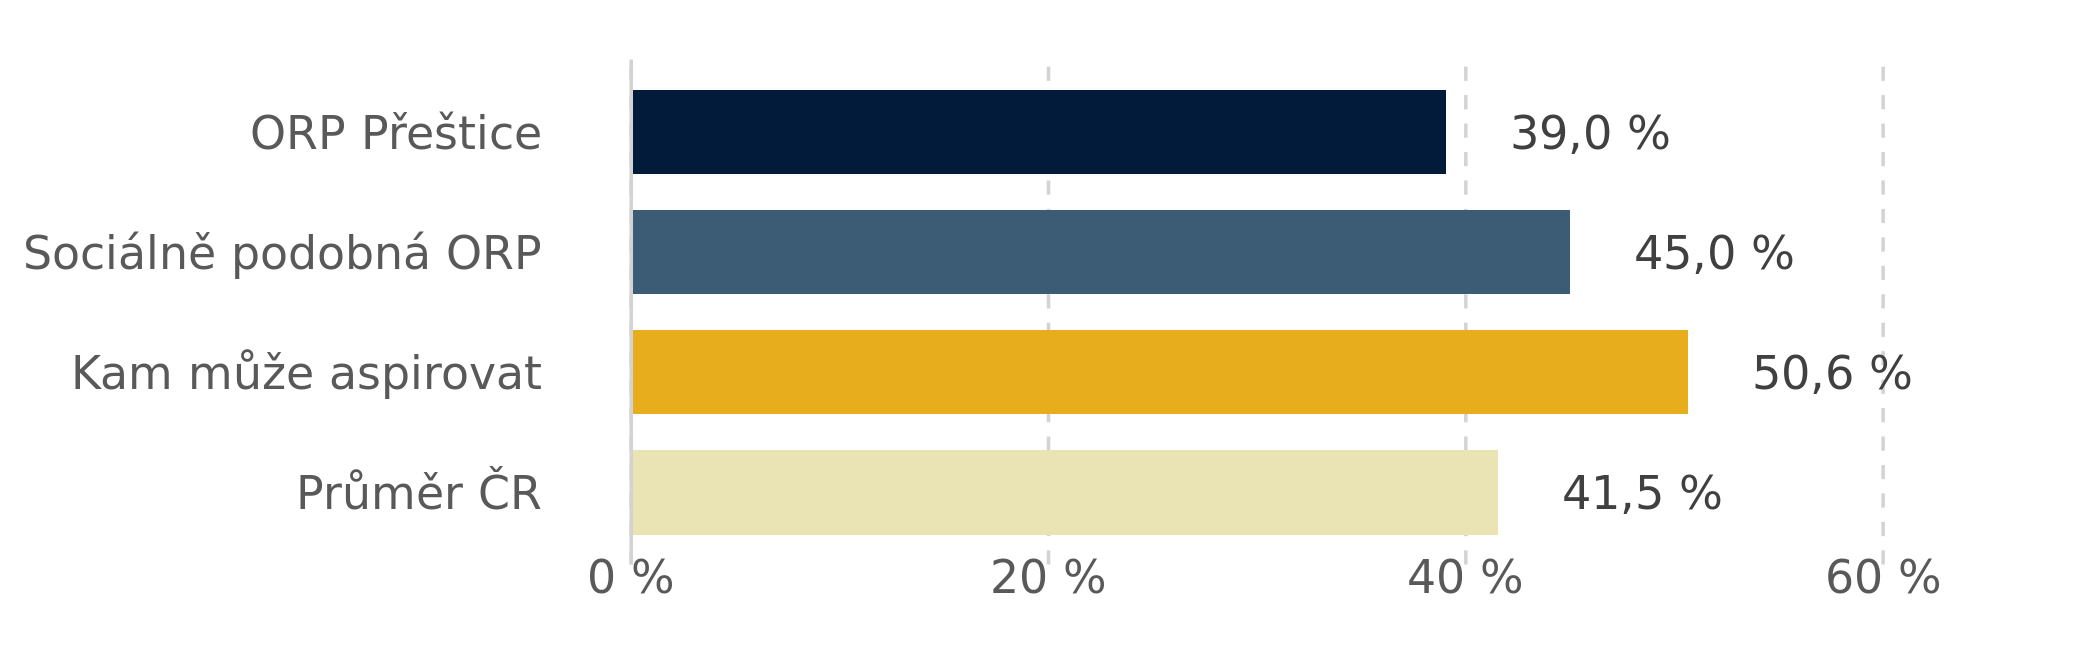 ORP Přeštice 39,0 %
Sociálně podobná ORP 45,0 %
Kam může aspirovat 50,6 %
Průměr ČR 41,5 %
0 % 20 % 40 % 60 %